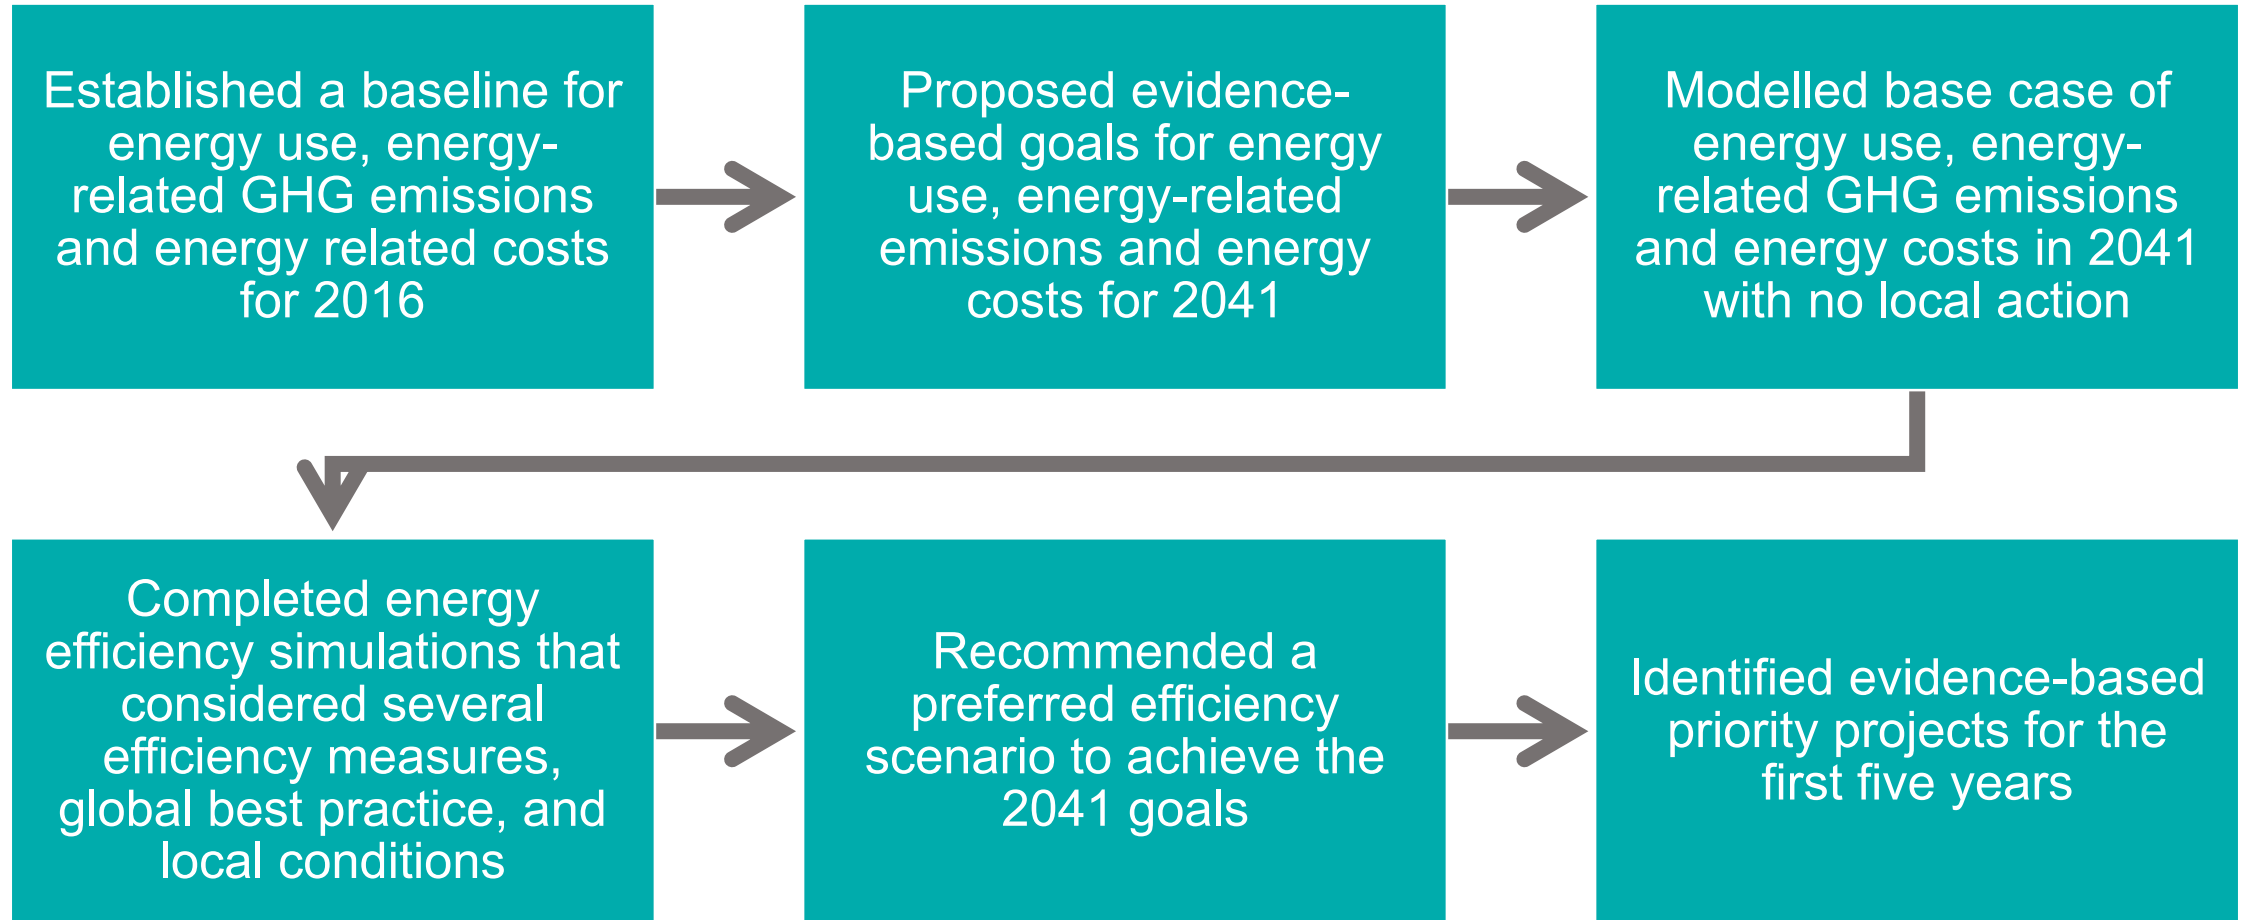 Established a baseline for
energy use, energy-
related GHG emissions
and energy related costs
for 2016
Proposed evidence-
based goals for energy
use, energy-related
emissions and energy
costs for 2041
Modelled base case of
energy use, energy-
related GHG emissions
and energy costs in 2041
with no local action
Completed energy
efficiency simulations that
considered several
efficiency measures,
global best practice, and
local conditions
Recommended a
preferred efficiency
scenario to achieve the
2041 goals
Identified evidence-based
priority projects for the
first five years